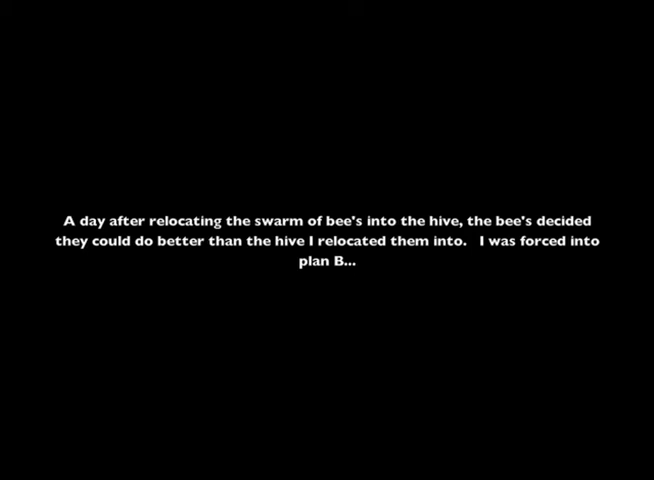 A day after relocating the swarm of bee's into the hive, the bee's decided
they could do better than the hive I relocated them into.   I was forced into
plan B...